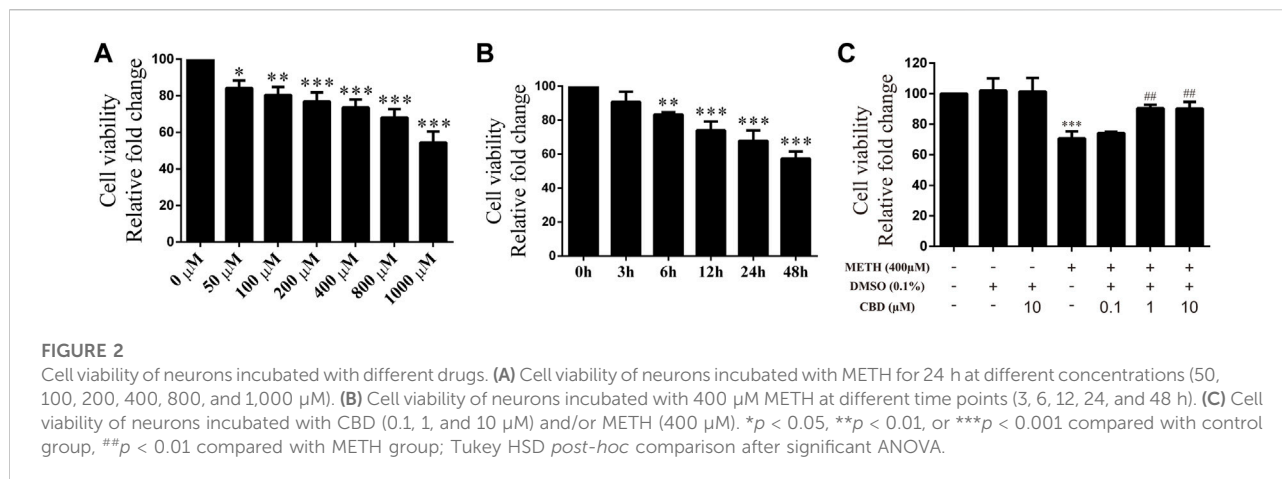 A
Cell viability
Relative fold change
100
80
60
40
20
0
*
**
***
***
***
***
0 µM
50 µM
100 µM
200 µM
400 µM
800 µM
1000 µM
B
Cell viability
Relative fold change
100
80
60
40
20
0
**
***
***
***
0h 3h 6h 12h 24h 48h
C
Cell viability
Relative fold change
120
100
80
60
40
20
0
***
##
##
METH (400µM) - - - + + + +
DMSO (0.1%) - + + - + + +
CBD (µM) - - 10 - 0.1 1 10
FIGURE 2
Cell viability of neurons incubated with different drugs. (A) Cell viability of neurons incubated with METH for 24 h at different concentrations (50,
100, 200, 400, 800, and 1,000 µM). (B) Cell viability of neurons incubated with 400 µM METH at different time points (3, 6, 12, 24, and 48 h). (C) Cell
viability of neurons incubated with CBD (0.1, 1, and 10 µM) and/or METH (400 µM). *p < 0.05, **p < 0.01, or ***p < 0.001 compared with control
group, ##p < 0.01 compared with METH group; Tukey HSD post-hoc comparison after significant ANOVA.